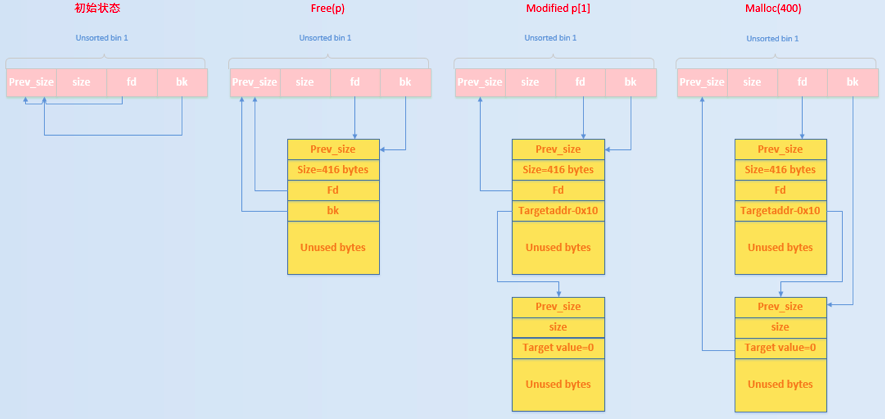 初始状态
Free(p)
Modified p[1]
Malloc(400)
Unsorted bin 1
Unsorted bin 1
Unsorted bin 1
Unsorted bin 1
Prev_size size fd bk
Prev_size size fd bk
Prev_size size fd bk
Prev_size size fd bk
Prev_size
Size=416 bytes
Fd
bk
Unused bytes
Prev_size
Size=416 bytes
Fd
Targetaddr-0x10
Unused bytes
Prev_size
size
Target value=0
Unused bytes
Prev_size
Size=416 bytes
Fd
Targetaddr-0x10
Unused bytes
Prev_size
size
Target value=0
Unused bytes